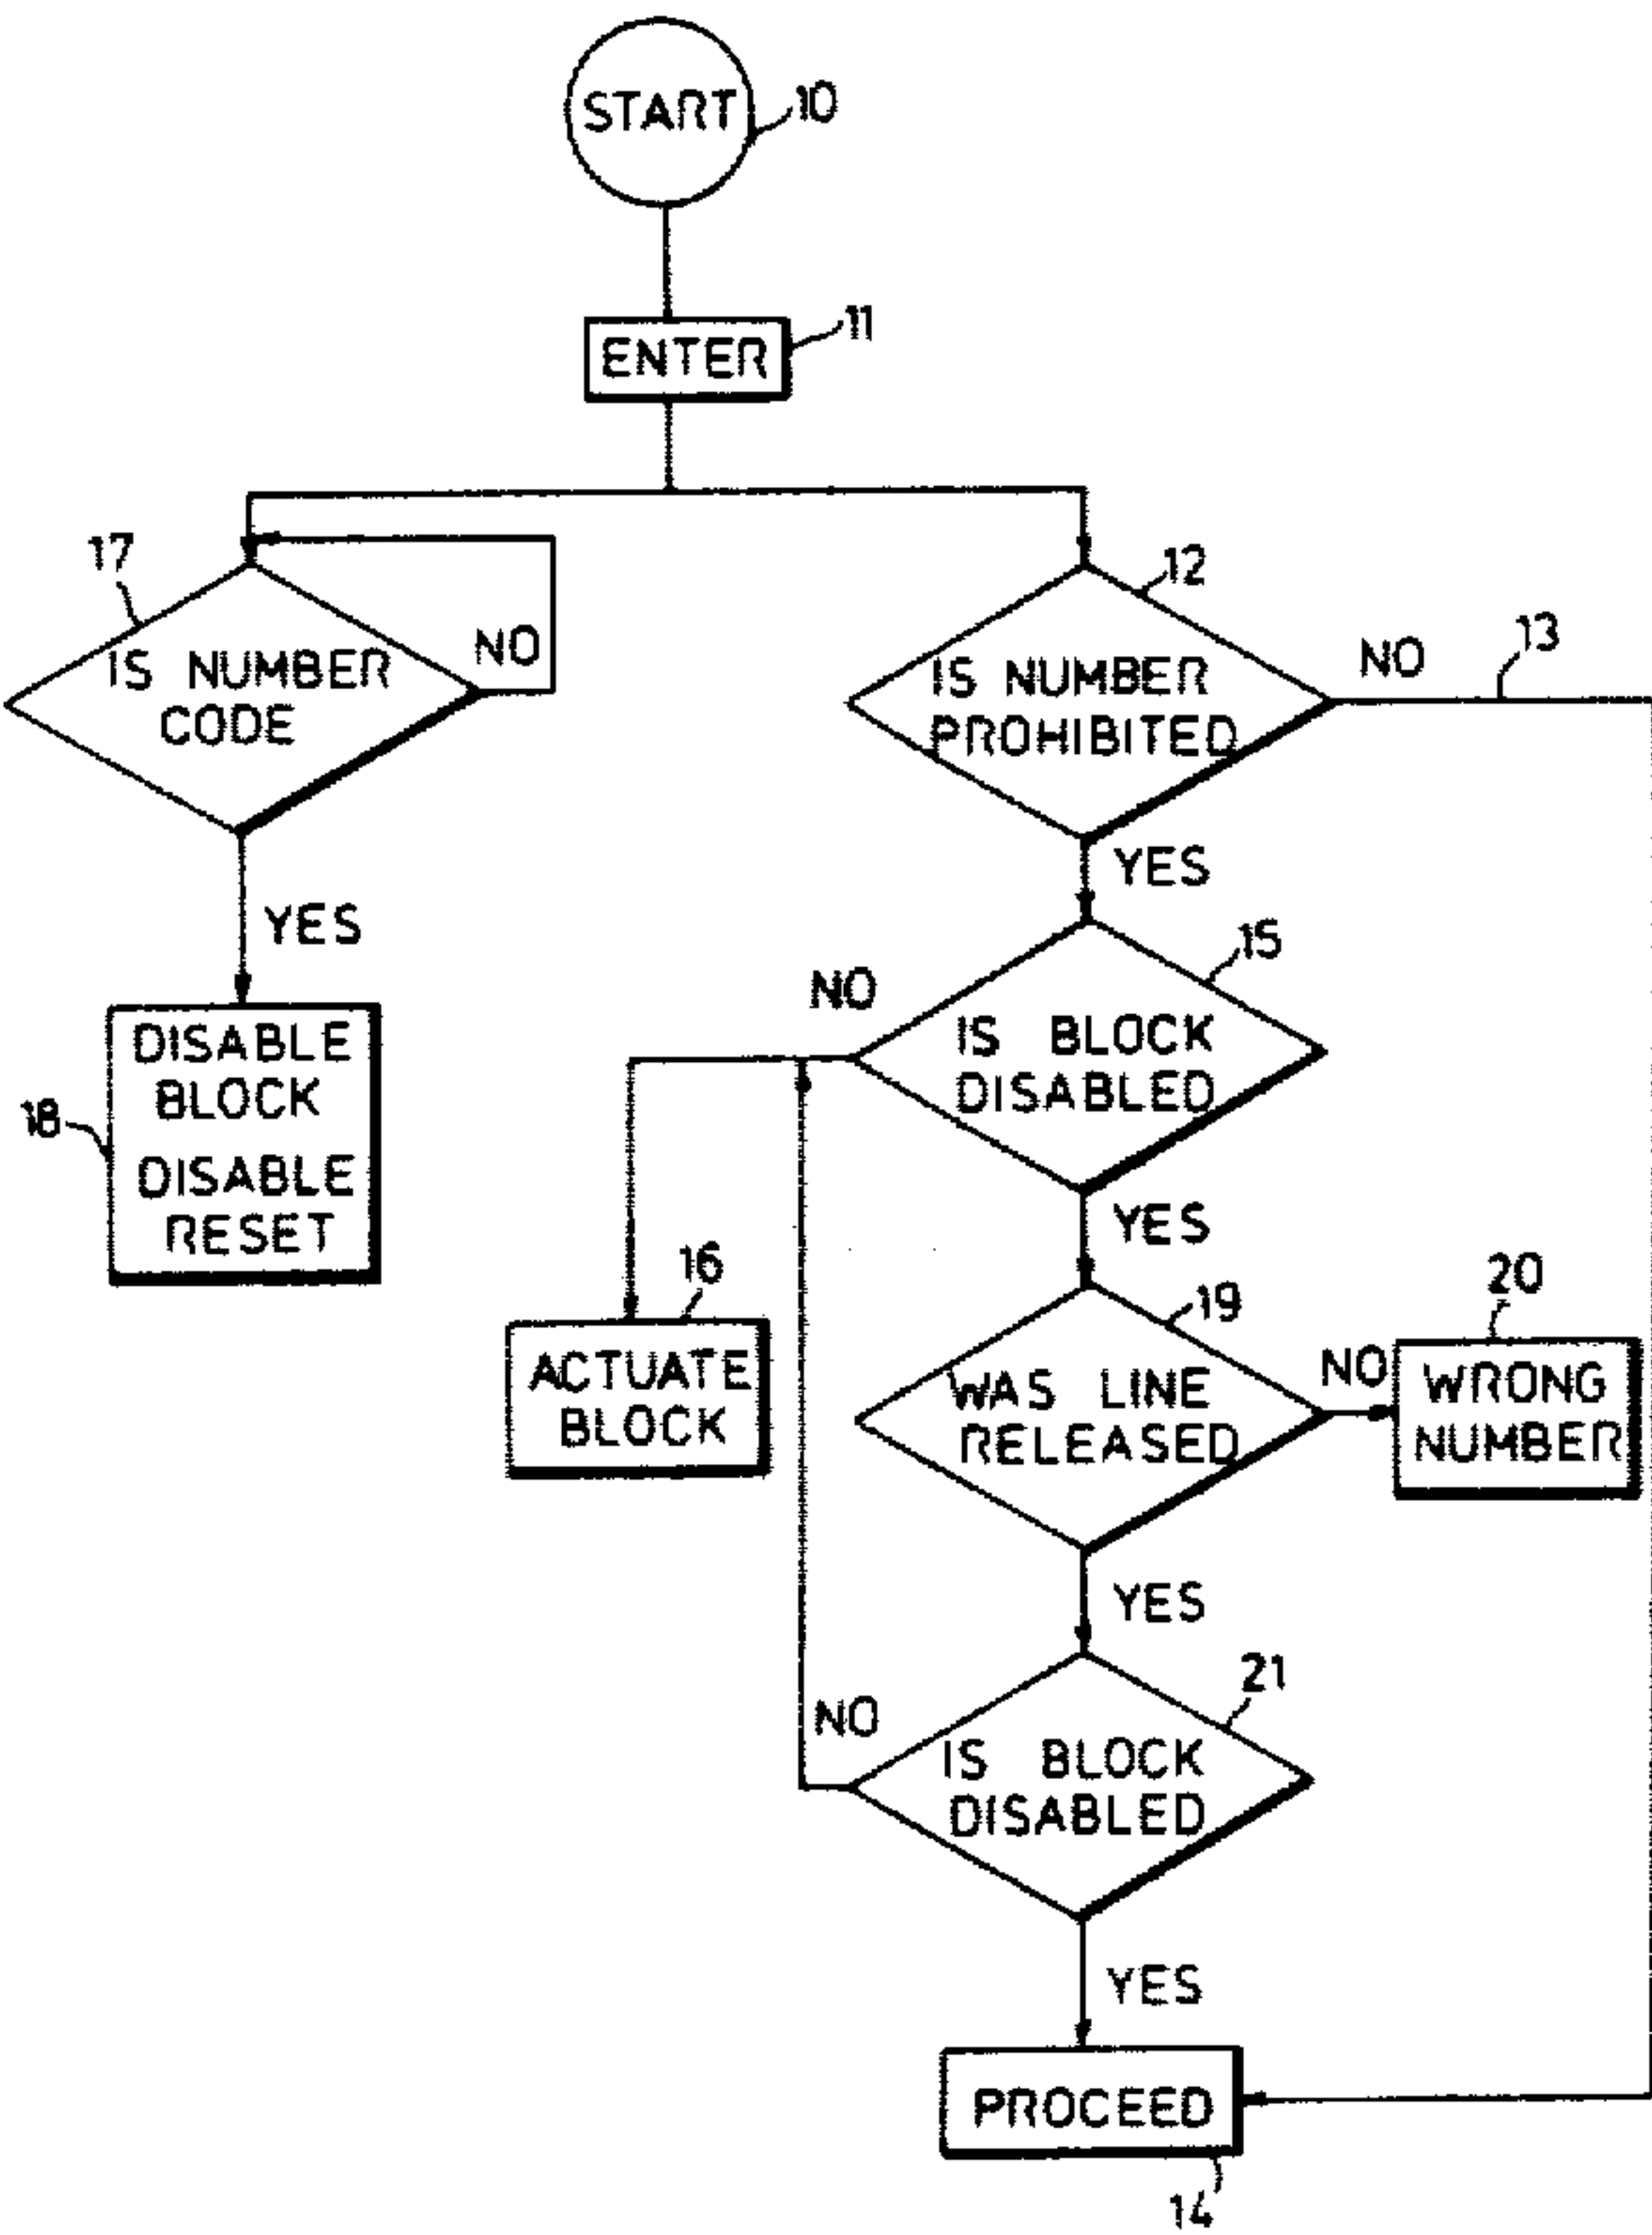 START
10
ENTER
11
17
IS NUMBER
CODE
NO
YES
DISABLE
BLOCK
DISABLE
RESET
18
12
IS NUMBER
PROHIBITED
NO
13
YES
15
IS BLOCK
DISABLED
NO
16
ACTUATE
BLOCK
YES
19
WAS LINE
RELEASED
NO
20
WRONG
NUMBER
YES
21
IS BLOCK
DISABLED
NO
YES
PROCEED
14